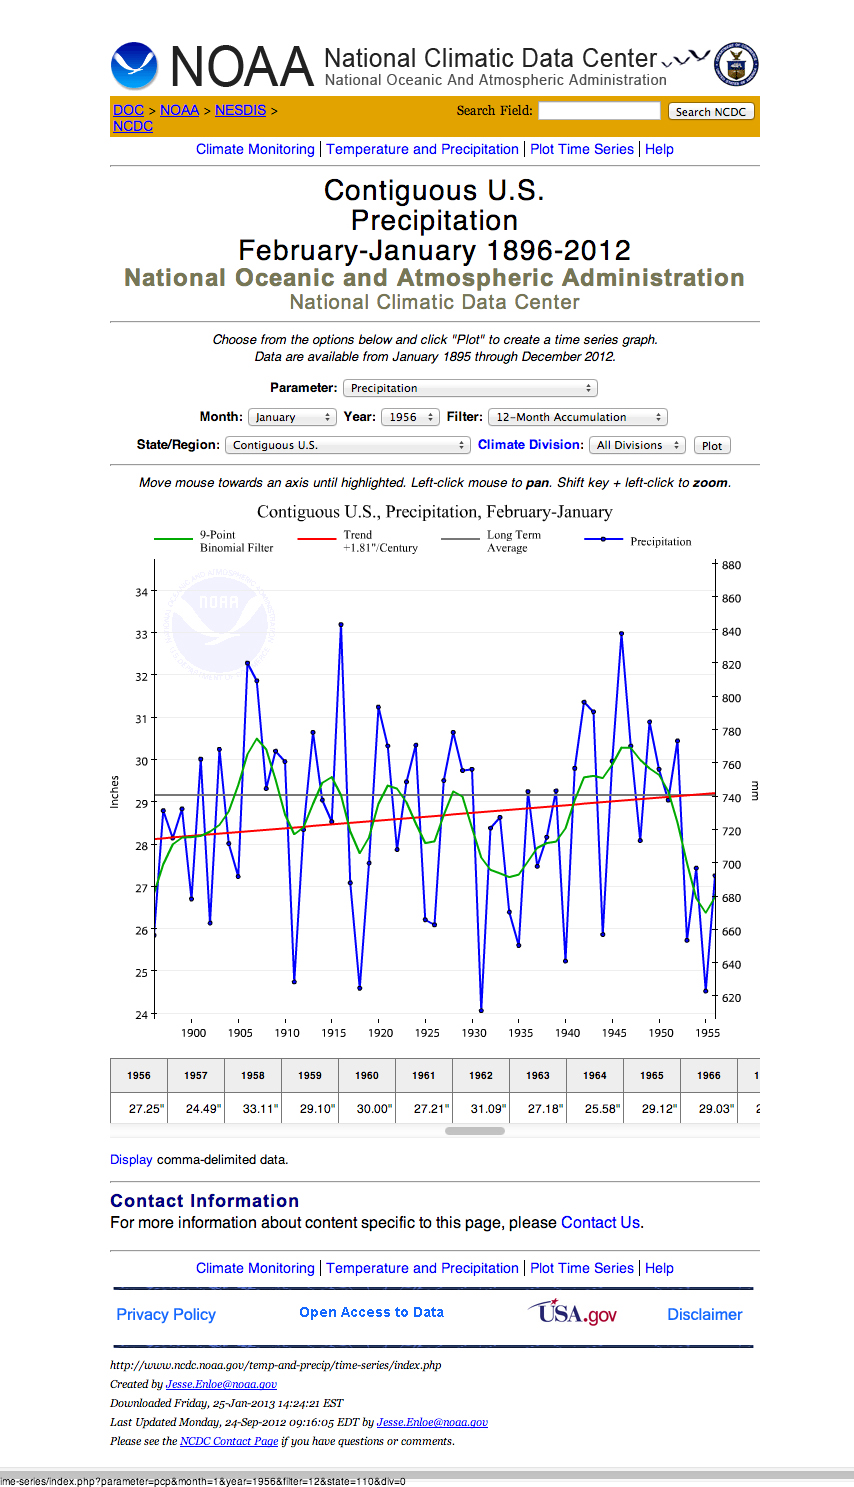 NOAA National Climatic Data Center
National Oceanic And Atmospheric Administration
DOC > NOAA > NESDIS >
NCDC
Search Field: Search NCDC
Climate Monitoring | Temperature and Precipitation | Plot Time Series | Help
Contiguous U.S.
Precipitation
February-January 1896-2012
National Oceanic and Atmospheric Administration
National Climatic Data Center
Choose from the options below and click "Plot" to create a time series graph.
Data are available from January 1895 through December 2012.
Parameter: Precipitation
Month: January Year: 1956 Filter: 12-Month Accumulation
State/Region: Contiguous U.S. Climate Division: All Divisions Plot
Move mouse towards an axis until highlighted. Left-click mouse to pan. Shift key + left-click to zoom.
Contiguous U.S., Precipitation, February-January
9-Point
Binomial Filter
Trend
+1.81"/Century
Long Term
Average
Precipitation
NOAA
34
33
32
31
30
29
28
27
26
25
24
Inches
880
860
840
820
800
780
760
740
720
700
680
660
640
620
mm
1900 1905 1910 1915 1920 1925 1930 1935 1940 1945 1950 1955
1956 1957 1958 1959 1960 1961 1962 1963 1964 1965 1966 1
27.25" 24.49" 33.11" 29.10" 30.00" 27.21" 31.09" 27.18" 25.58" 29.12" 29.03" 2
Display comma-delimited data.
Contact Information
For more information about content specific to this page, please Contact Us.
Climate Monitoring | Temperature and Precipitation | Plot Time Series | Help
Privacy Policy Open Access to Data USA.gov Disclaimer
http://www.ncdc.noaa.gov/temp-and-precip/time-series/index.php
Created by Jesse.Enloe@noaa.gov
Downloaded Friday, 25-Jan-2013 14:24:21 EST
Last Updated Monday, 24-Sep-2012 09:16:05 EDT by Jesse.Enloe@noaa.gov
Please see the NCDC Contact Page if you have questions or comments.
ime-series/index.php?parameter=pcp&month=1&year=1956&filter=12&state=110&div=0